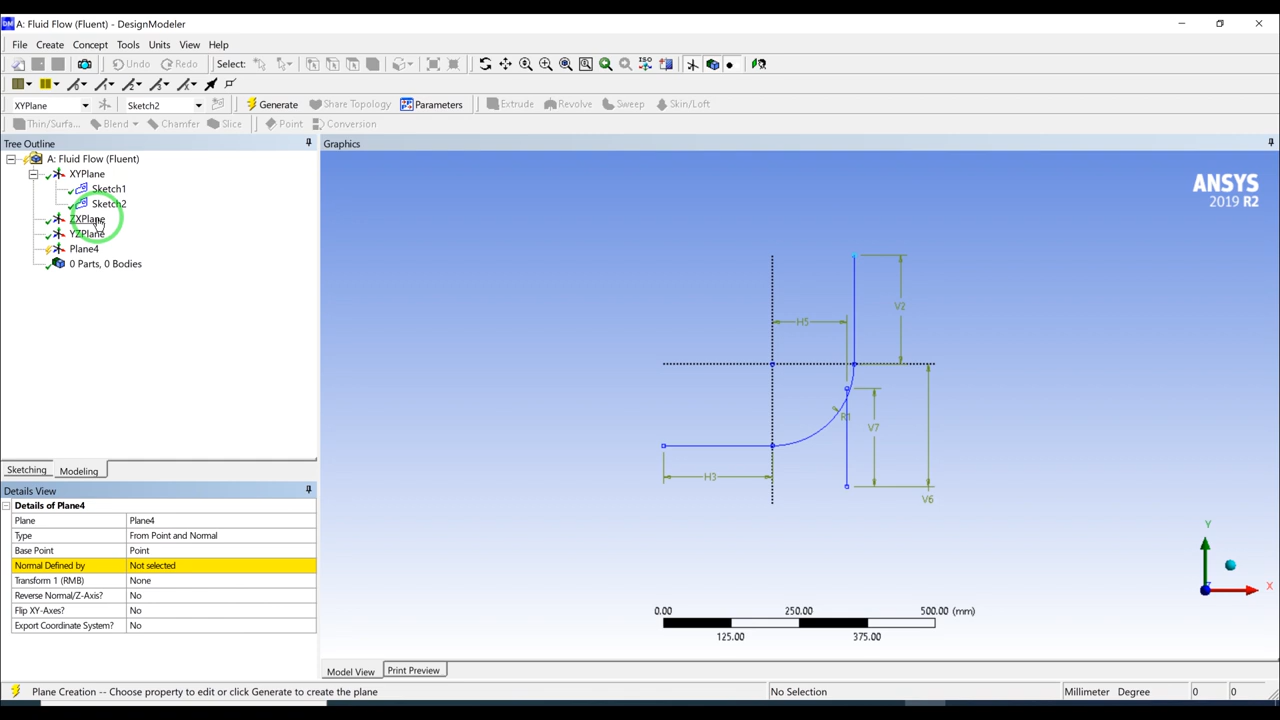 DM A: Fluid Flow (Fluent) - DesignModeler
File Create Concept Tools Units View Help
Undo Redo Select: ISO
XYPlane Sketch2 Generate Share Topology Parameters Extrude Revolve Sweep Skin/Loft
Thin/Surfa... Blend Chamfer Slice Point Conversion
Tree Outline
A: Fluid Flow (Fluent)
XYPlane
Sketch1
Sketch2
ZXPlane
YZPlane
Plane4
0 Parts, 0 Bodies
Sketching Modeling
Details View
Details of Plane4
Plane Plane4
Type From Point and Normal
Base Point Point
Normal Defined by Not selected
Transform 1 (RMB) None
Reverse Normal/Z-Axis? No
Flip XY-Axes? No
Export Coordinate System? No
Graphics
ANSYS
2019 R2
V2
H5
R1
V7
H3
V6
Y
Z
X
0.00 250.00 500.00 (mm)
125.00 375.00
Model View Print Preview
Plane Creation -- Choose property to edit or click Generate to create the plane No Selection Millimeter Degree 0 0